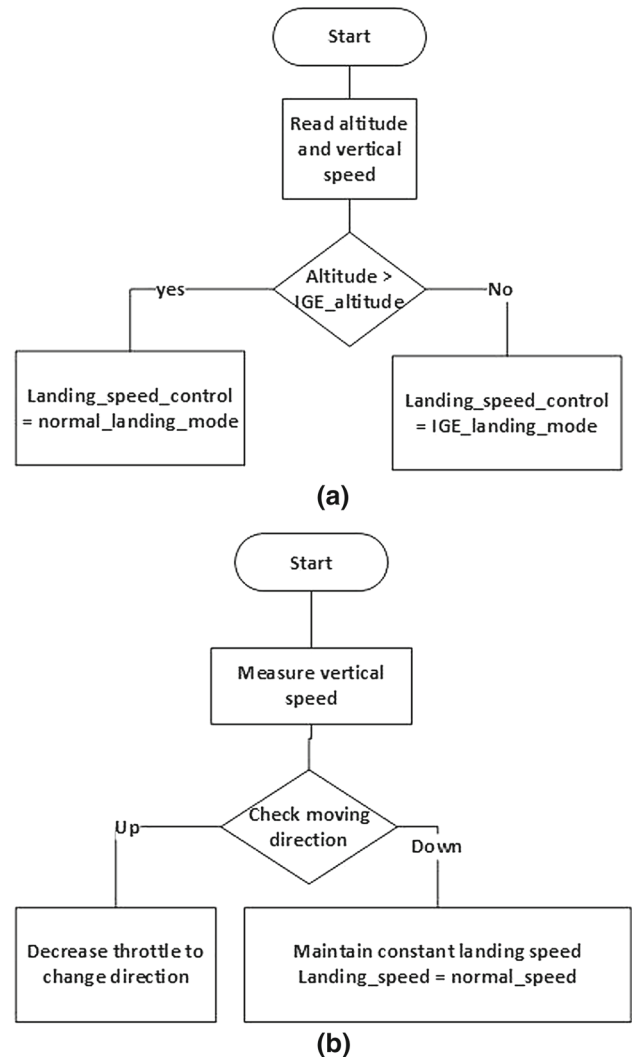 Start
Read altitude
and vertical
speed
Altitude >
IGE_altitude
yes
No
Landing_speed_control
= normal_landing_mode
Landing_speed_control
= IGE_landing_mode
(a)
Start
Measure vertical
speed
Check moving
direction
Up
Down
Decrease throttle to
change direction
Maintain constant landing speed
Landing_speed = normal_speed
(b)